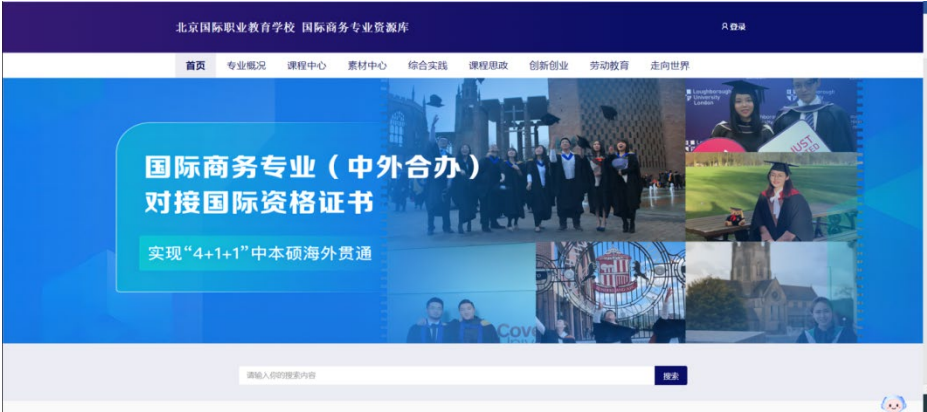 北京国际职业教育学校 国际商务专业资源库
登录
首页 专业概况 课程中心 素材中心 综合实践 课程思政 创新创业 劳动教育 走向世界
Loughborough
University
London
国际商务专业（中外合办）
对接国际资格证书
JUST
实现“4+1+1”中本硕海外贯通
Cove
请输入你的搜索内容
搜索